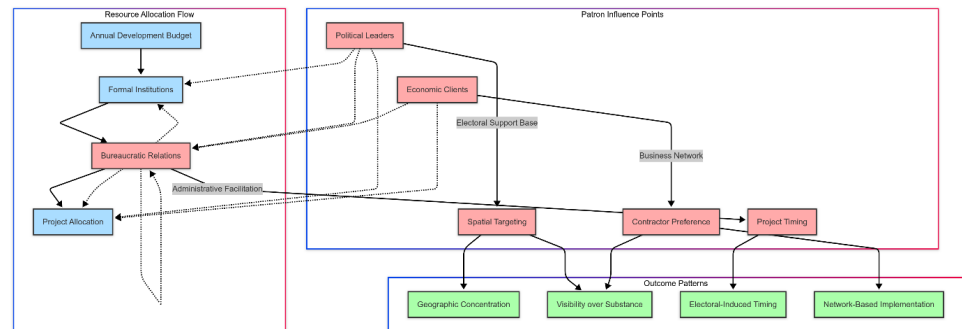 Resource Allocation Flow
Patron Influence Points
Annual Development Budget
Political Leaders
Formal Institutions
Economic Clients
Electoral Support Base
Bureaucratic Relations
Business Network
Administrative Facilitation
Project Allocation
Spatial Targeting
Contractor Preference
Project Timing
Outcome Patterns
Geographic Concentration
Visibility over Substance
Electoral-Induced Timing
Network-Based Implementation